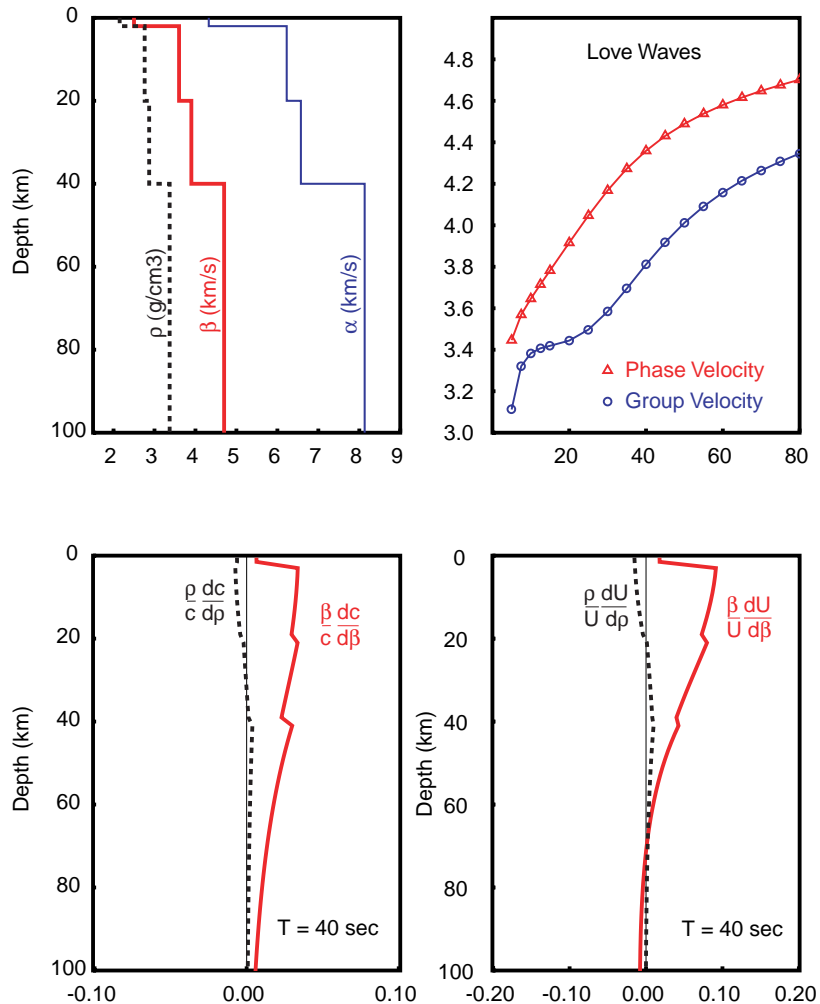 0
20
40
60
80
100
Depth (km)
2 3 4 5 6 7 8 9
ρ (g/cm3)
β (km/s)
α (km/s)
4.8
4.6
4.4
4.2
4.0
3.8
3.6
3.4
3.2
3.0
20 40 60 80
Love Waves
Phase Velocity
Group Velocity
0
20
40
60
80
100
Depth (km)
-0.10 0.00 0.10
ρ dc
c dρ
β dc
c dβ
T = 40 sec
0
20
40
60
80
100
Depth (km)
-0.20 -0.10 0.00 0.10 0.20
ρ dU
U dρ
β dU
U dβ
T = 40 sec